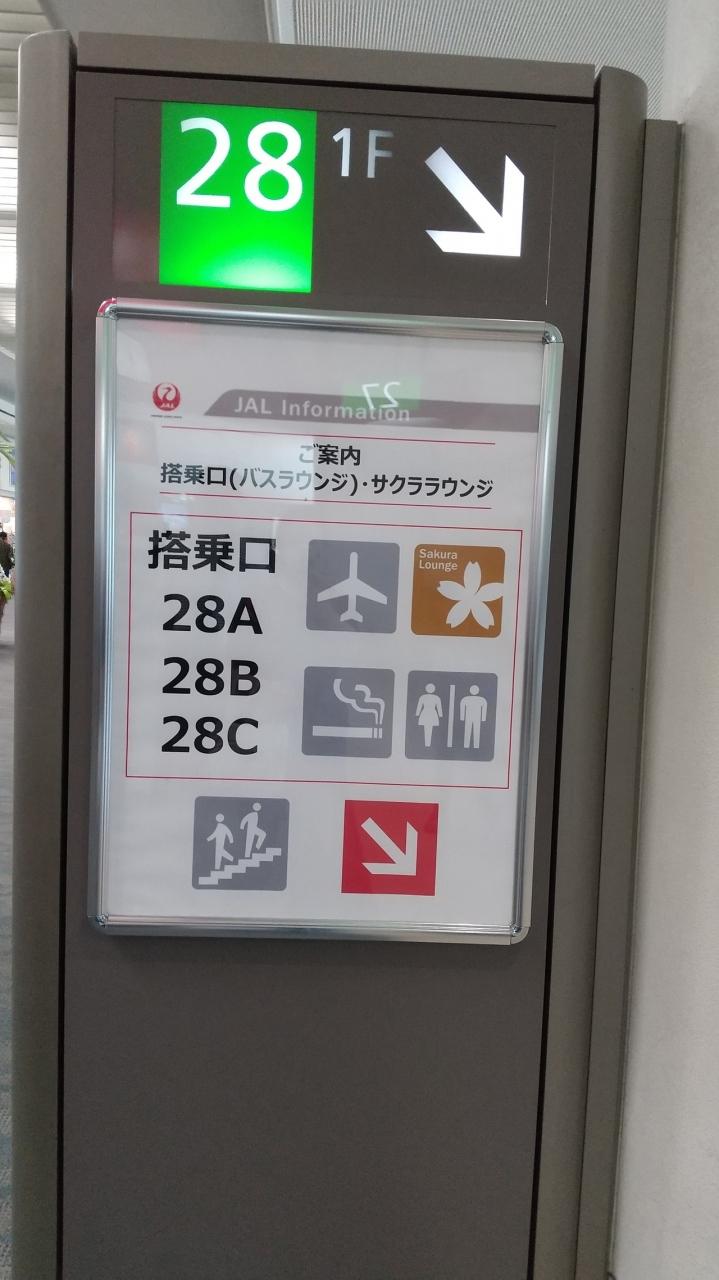 28 1F
JAL
JAL Information
27
ご案内
搭乗口(バスラウンジ)・サクララウンジ
搭乗口
28A
28B
28C
Sakura
Lounge